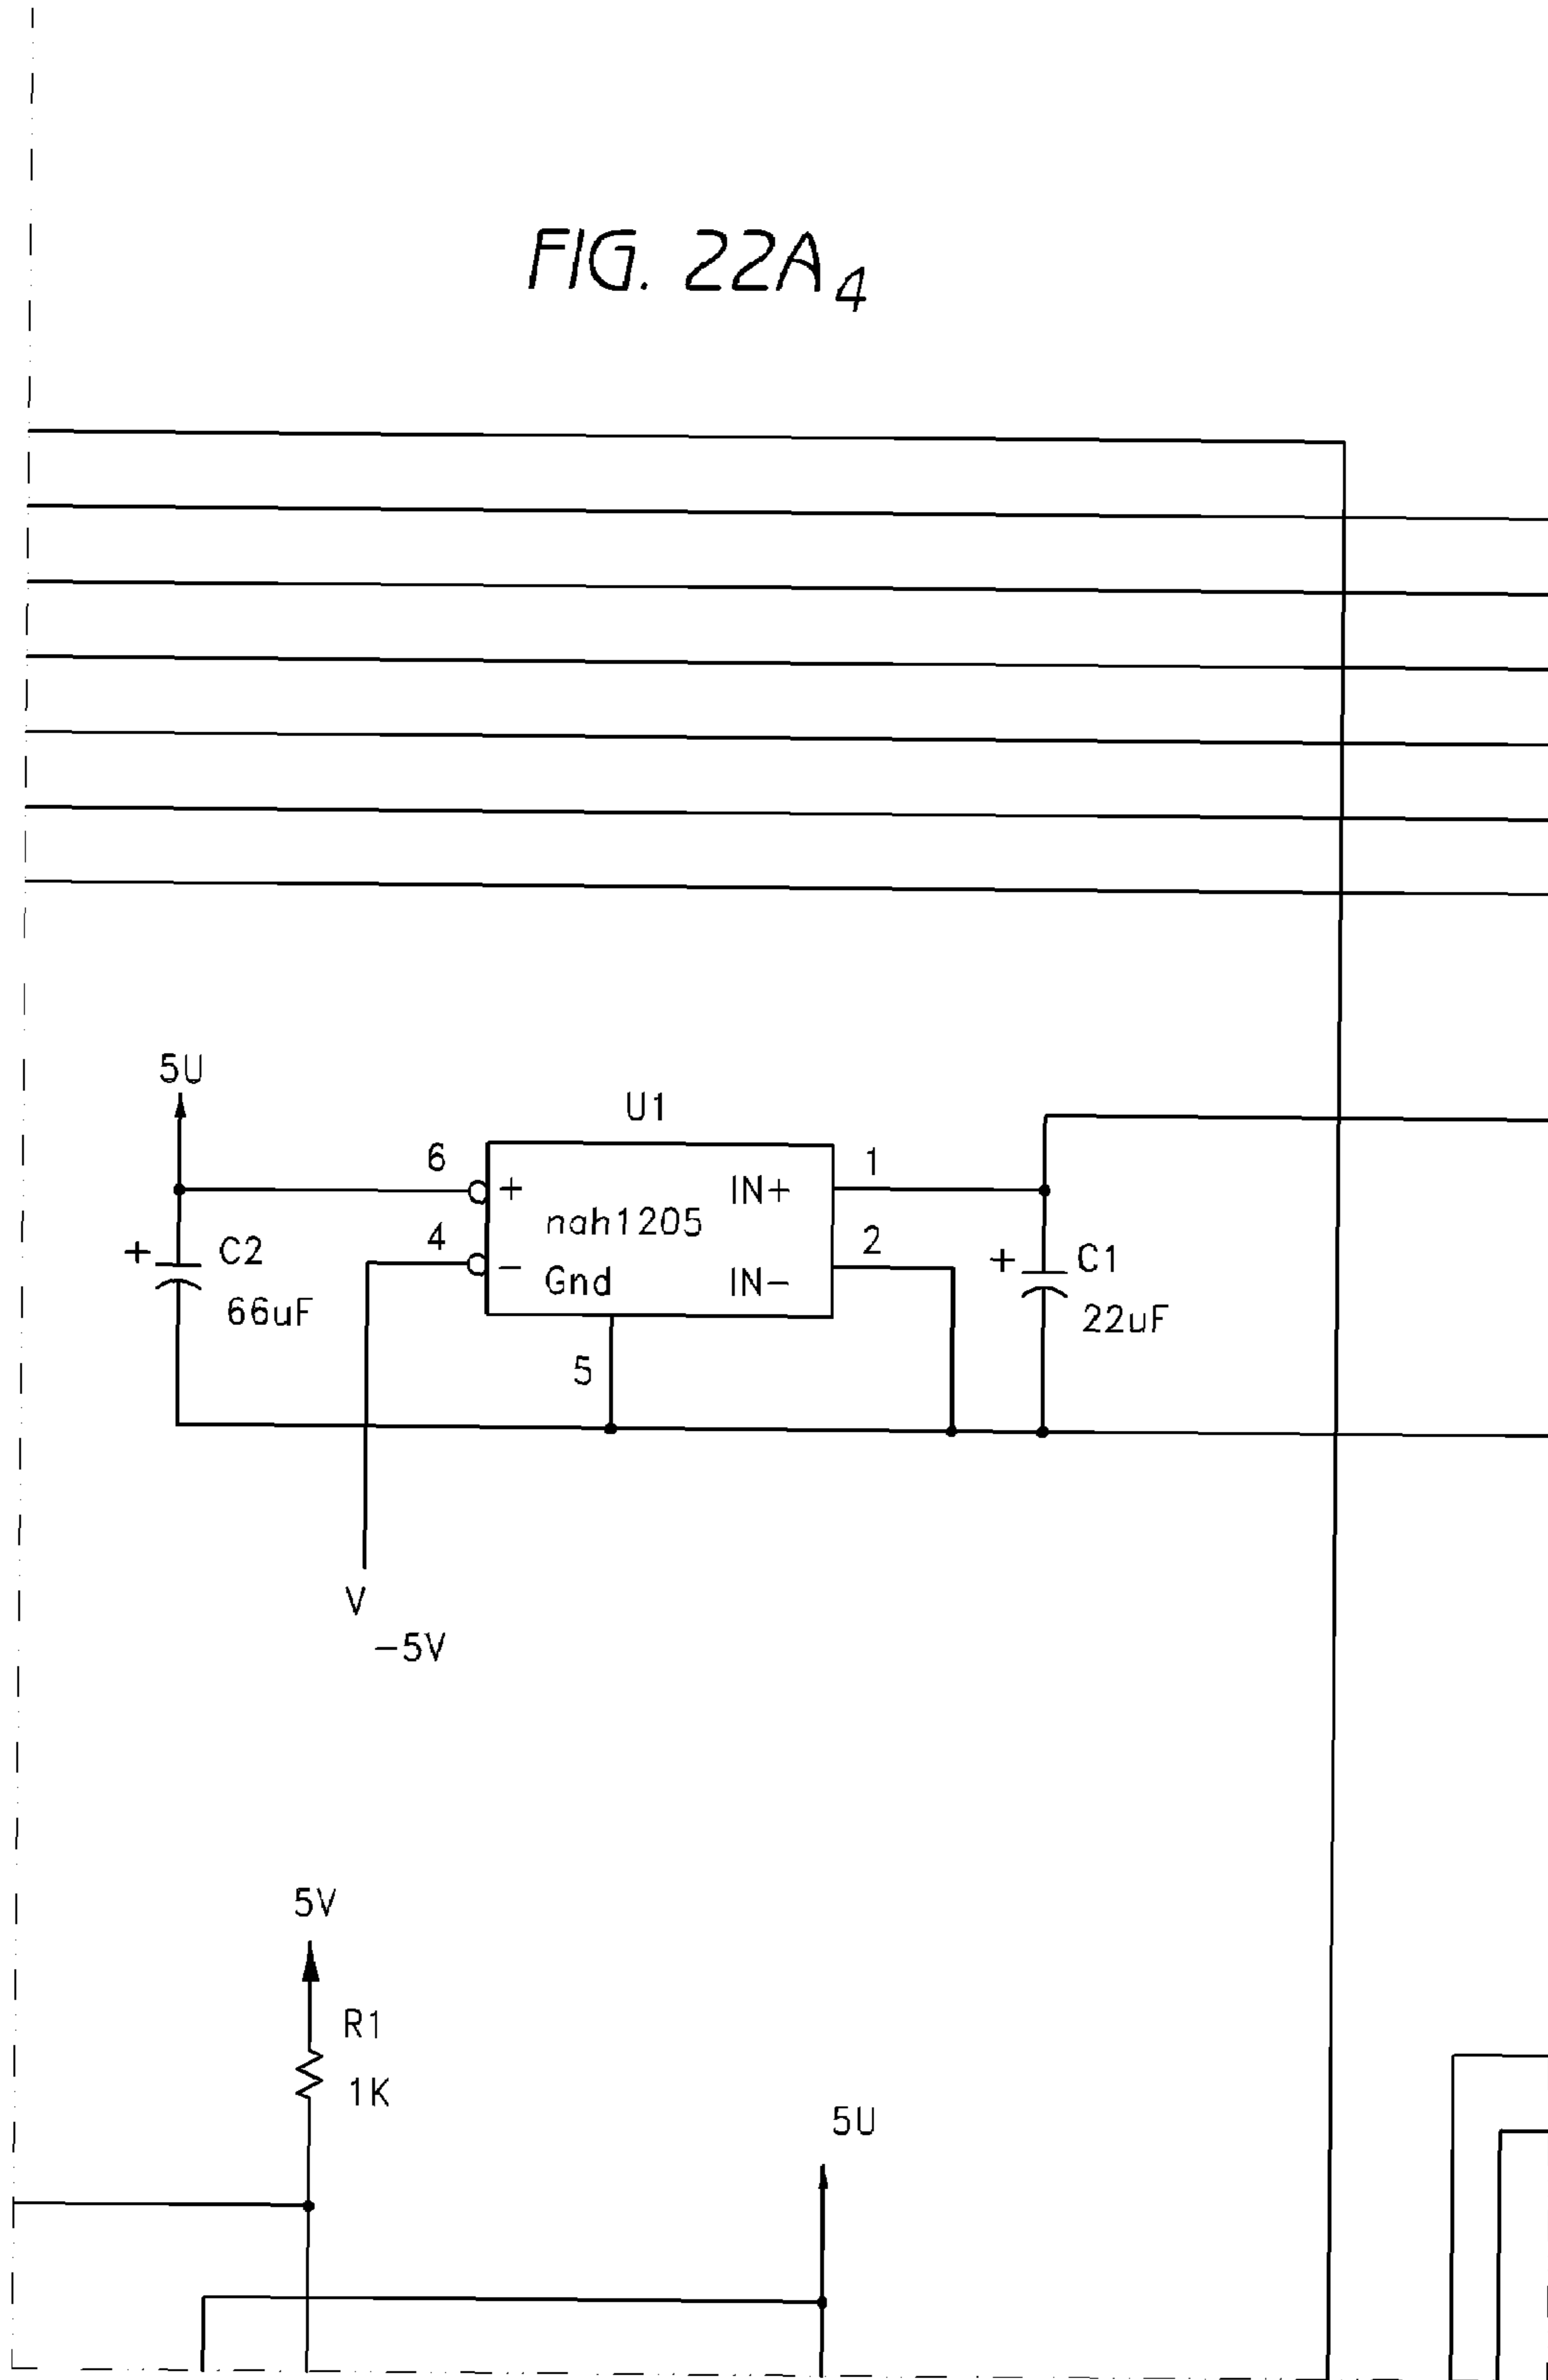 FIG. 22A4
5U
U1
6
+
IN+
1
nah1205
4
−
Gnd
IN−
2
+
C2
66uF
+
C1
22uF
5
V
−5V
5V
R1
1K
5U